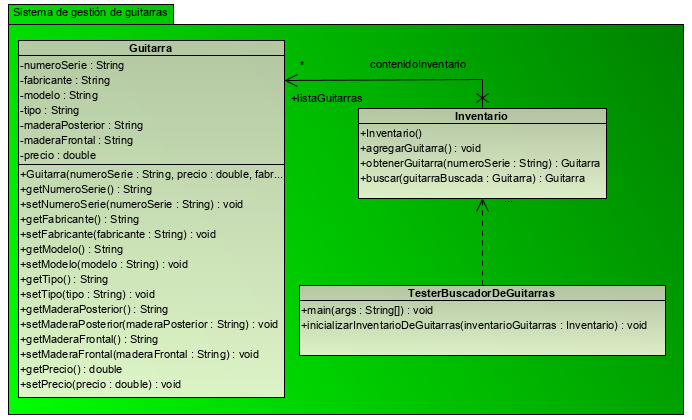 Sistema de gestión de guitarras
Guitarra
-numeroSerie : String
-fabricante : String
-modelo : String
-tipo : String
-maderaPosterior : String
-maderaFrontal : String
-precio : double
+Guitarra(numeroSerie : String, precio : double, fabr...
+getNumeroSerie() : String
+setNumeroSerie(numeroSerie : String) : void
+getFabricante() : String
+setFabricante(fabricante : String) : void
+getModelo() : String
+setModelo(modelo : String) : void
+getTipo() : String
+setTipo(tipo : String) : void
+getMaderaPosterior() : String
+setMaderaPosterior(maderaPosterior : String) : void
+getMaderaFrontal() : String
+setMaderaFrontal(maderaFrontal : String) : void
+getPrecio() : double
+setPrecio(precio : double) : void
*
contenidoInventario
+listaGuitarras
Inventario
+Inventario()
+agregarGuitarra() : void
+obtenerGuitarra(numeroSerie : String) : Guitarra
+buscar(guitarraBuscada : Guitarra) : Guitarra
...
TesterBuscadorDeGuitarras
+main(args : String[]) : void
+inicializarInventarioDeGuitarras(inventarioGuitarras : Inventario) : void